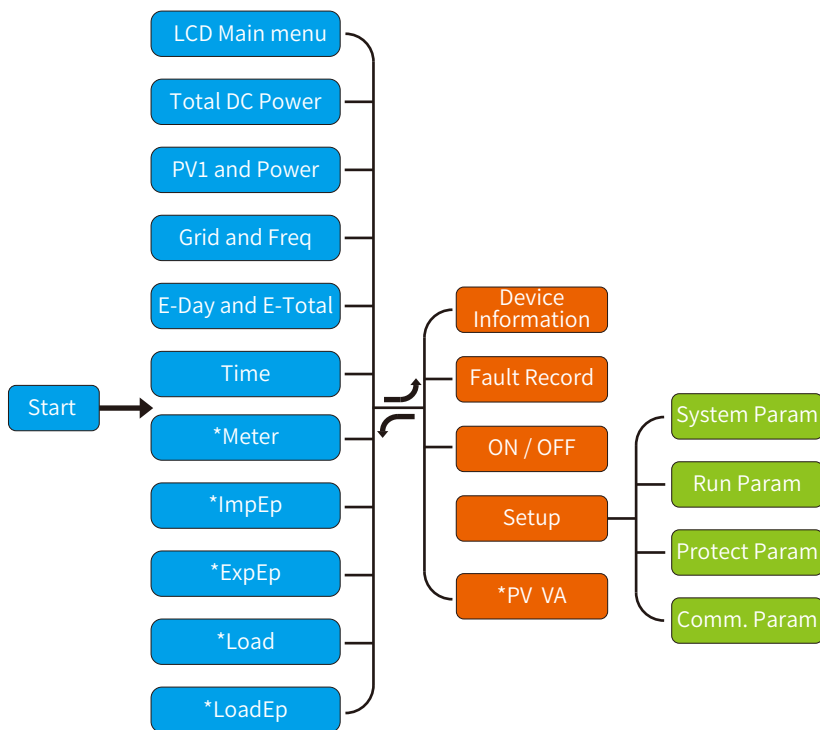 LCD Main menu
Total DC Power
PV1 and Power
Grid and Freq
E-Day and E-Total
Time
Start
*Meter
*ImpEp
*ExpEp
*Load
*LoadEp
Device
Information
Fault Record
ON / OFF
Setup
*PV VA
System Param
Run Param
Protect Param
Comm. Param